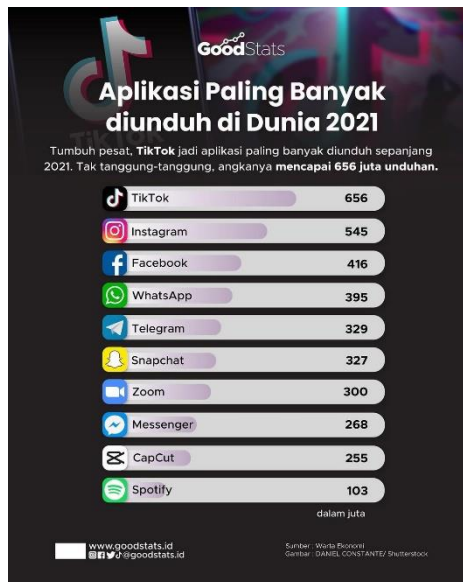 GoodStats
Aplikasi Paling Banyak
diunduh di Dunia 2021
Tumbuh pesat, TikTok jadi aplikasi paling banyak diunduh sepanjang
2021. Tak tanggung-tanggung, angkanya mencapai 656 juta unduhan.
TikTok 656
Instagram 545
Facebook 416
WhatsApp 395
Telegram 329
Snapchat 327
Zoom 300
Messenger 268
CapCut 255
Spotify 103
dalam juta
www.goodstats.id
@goodstats.id
Sumber : Warta Ekonomi
Gambar : DANIEL CONSTANTE/ Shutterstock